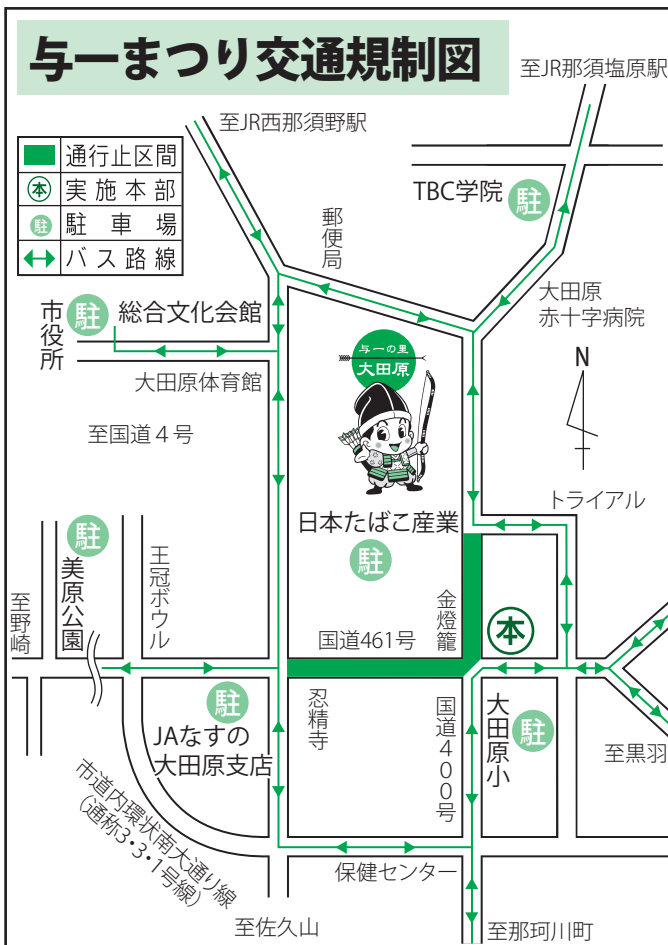 与一まつり交通規制図
至JR那須塩原駅
至JR西那須野駅
通行止区間
本 実施本部
駐 駐車場
バス路線
TBC学院
駐
郵便局
大田原
赤十字病院
市役所
駐
総合文化会館
大田原体育館
与一の里
大田原
N
至国道4号
トライアル
日本たばこ産業
駐
駐
美原公園
王冠ボウル
至野崎
金燈籠
本
国道461号
駐
JAなすの
大田原支店
忍精寺
国道400号
大田原小
駐
至黒羽
市道内環状南大通り線
(通称3・3・1号線)
保健センター
至佐久山
至那珂川町